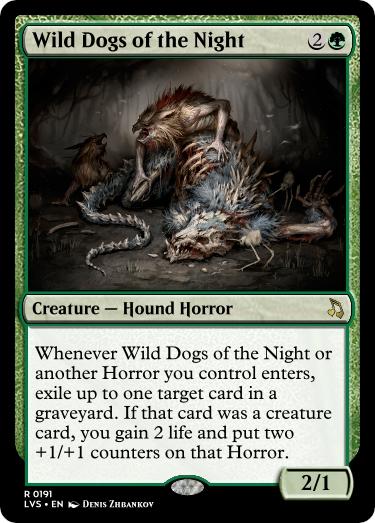 Wild Dogs of the Night 2
Creature — Hound Horror
Whenever Wild Dogs of the Night or
another Horror you control enters,
exile up to one target card in a
graveyard. If that card was a creature
card, you gain 2 life and put two
+1/+1 counters on that Horror.
2/1
R 0191
LVS • EN Denis Zhbankov